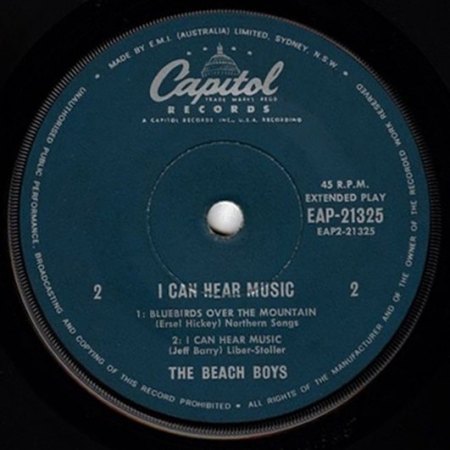 MADE BY E.M.I. (AUSTRALIA) LIMITED, SYDNEY, N.S.W.
Capitol
TRADE MARKS REGD
RECORDS
A CAPITOL RECORDS INC., U.S.A. RECORDING
45 R.P.M.
EXTENDED PLAY
EAP-21325
EAP2-21325
2
I CAN HEAR MUSIC
2
1: BLUEBIRDS OVER THE MOUNTAIN
(Ersel Hickey) Northern Songs
2: I CAN HEAR MUSIC
(Jeff Barry) Liber-Stoller
THE BEACH BOYS
UNAUTHORISED PUBLIC PERFORMANCE, BROADCASTING AND COPYING OF THIS RECORD PROHIBITED • ALL RIGHTS OF THE MANUFACTURER AND OF THE OWNER OF THE RECORDED WORK RESERVED